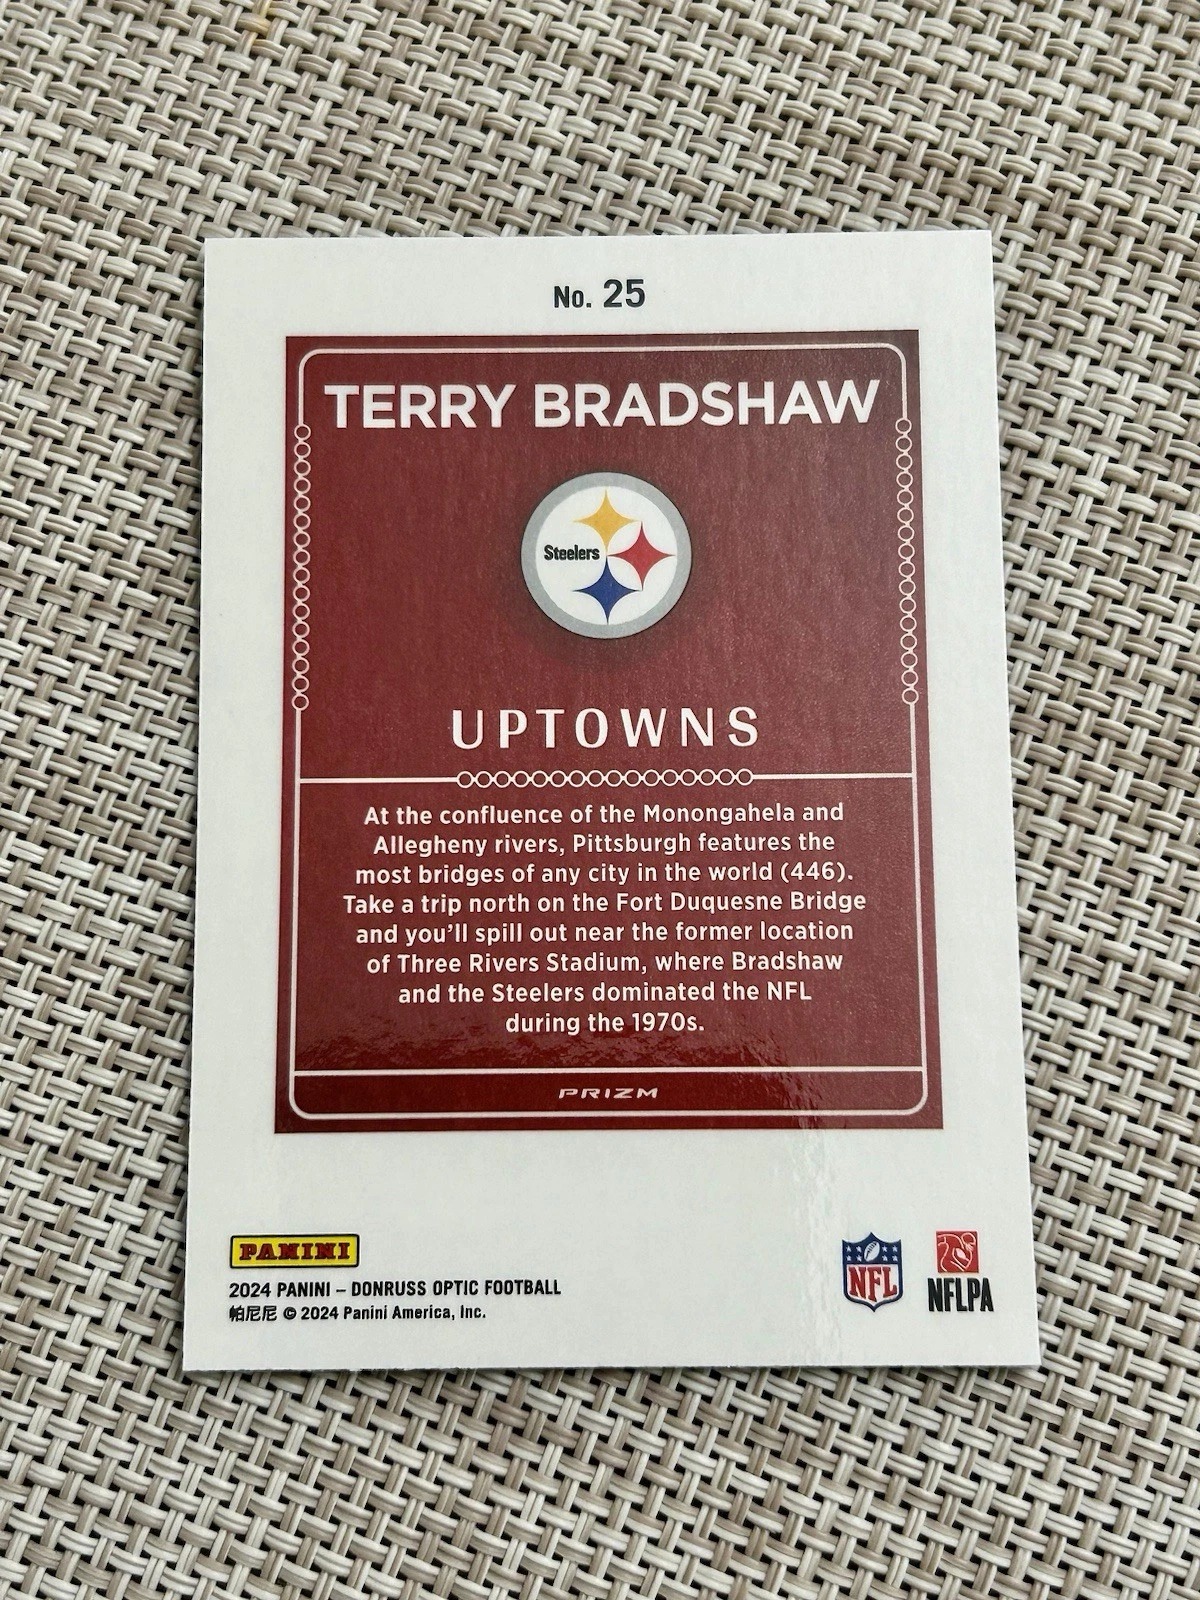 No. 25
TERRY BRADSHAW
Steelers
UPTOWNS
At the confluence of the Monongahela and
Allegheny rivers, Pittsburgh features the
most bridges of any city in the world (446).
Take a trip north on the Fort Duquesne Bridge
and you'll spill out near the former location
of Three Rivers Stadium, where Bradshaw
and the Steelers dominated the NFL
during the 1970s.
PRIZM
PANINI
2024 PANINI – DONRUSS OPTIC FOOTBALL
帕尼尼 © 2024 Panini America, Inc.
NFL
NFLPA